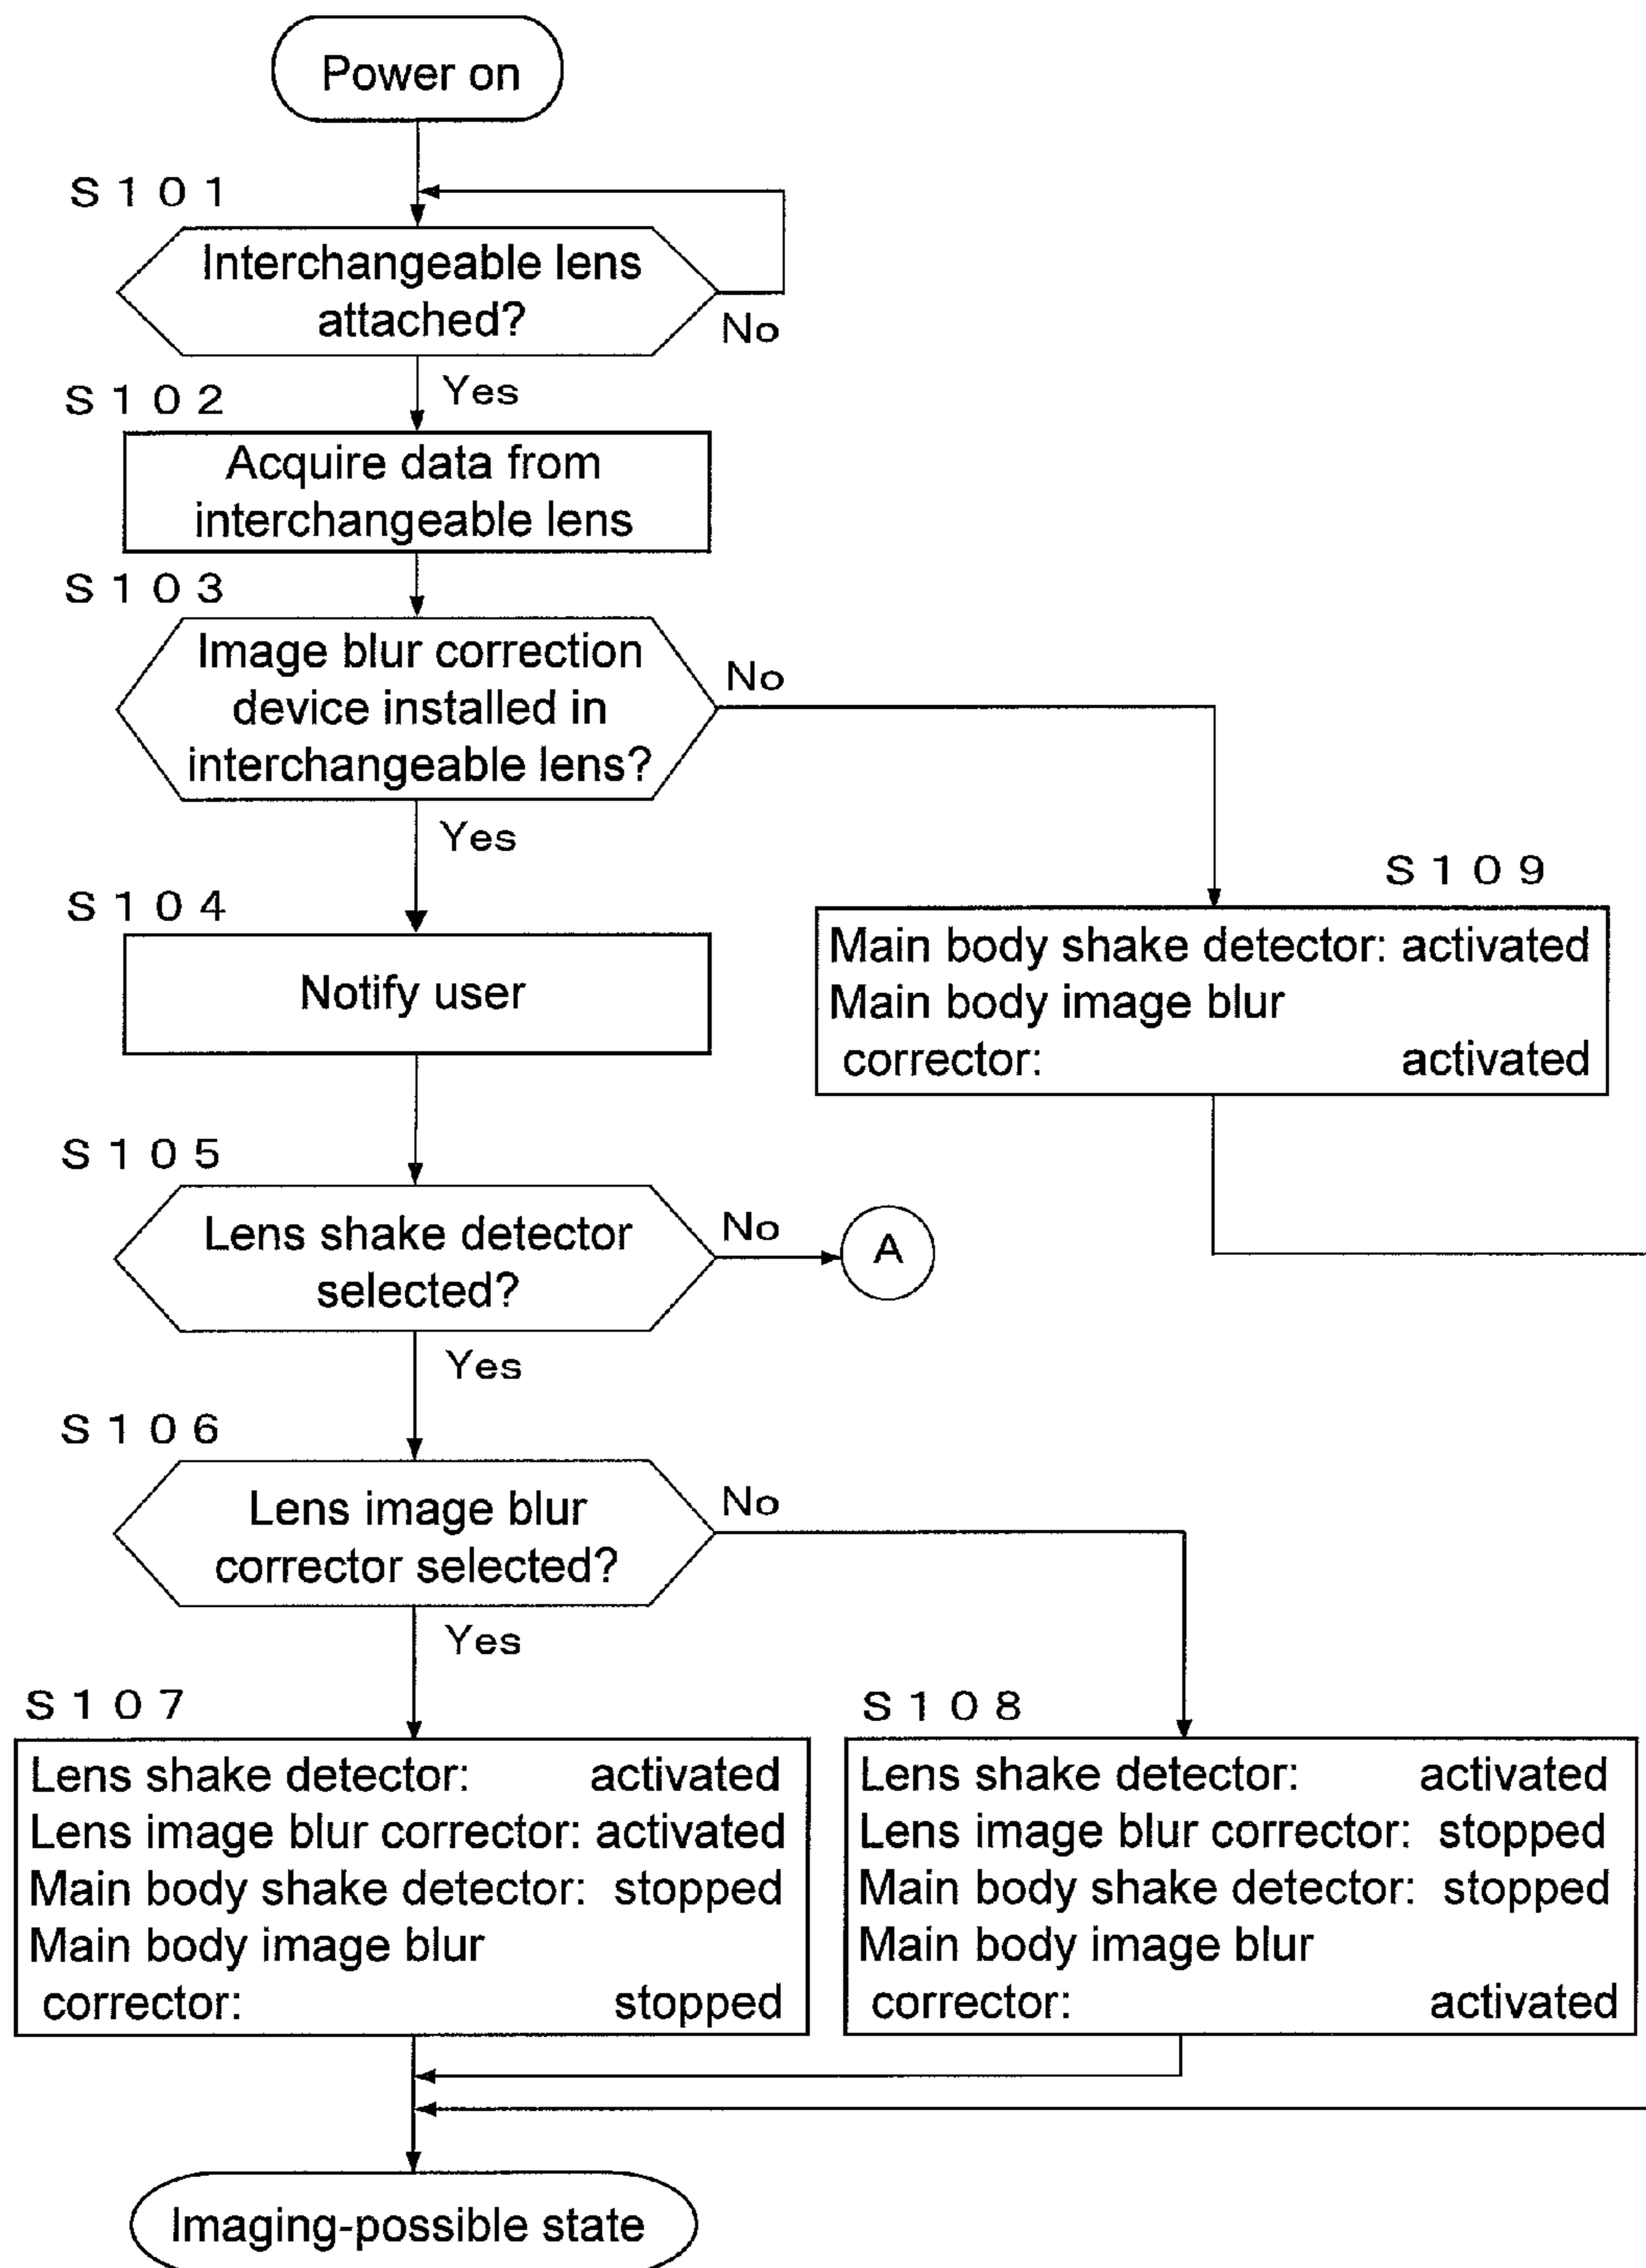 Power on
S101
Interchangeable lens
attached?
No
Yes
S102
Acquire data from
interchangeable lens
S103
Image blur correction
device installed in
interchangeable lens?
No
Yes
S104
Notify user
S109
Main body shake detector: activated
Main body image blur
corrector: activated
S105
Lens shake detector
selected?
No
A
Yes
S106
Lens image blur
corrector selected?
No
Yes
S107
Lens shake detector: activated
Lens image blur corrector: activated
Main body shake detector: stopped
Main body image blur
corrector: stopped
S108
Lens shake detector: activated
Lens image blur corrector: stopped
Main body shake detector: stopped
Main body image blur
corrector: activated
Imaging-possible state